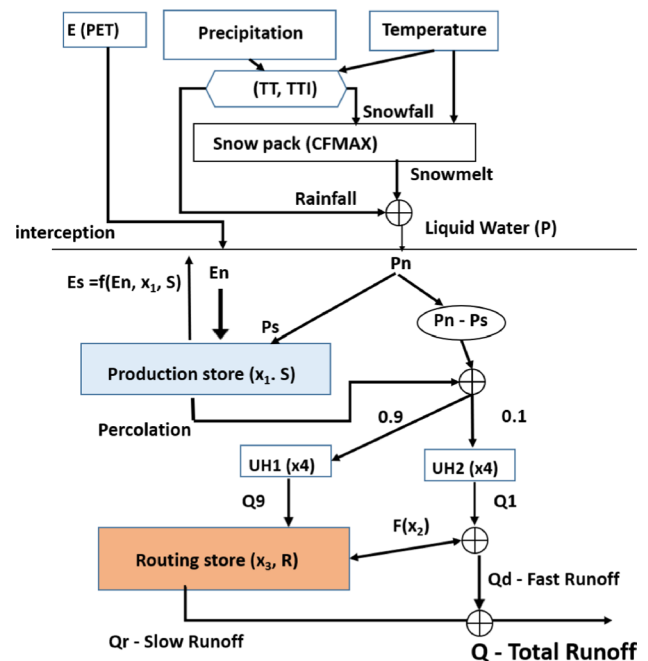 E (PET)
Precipitation
Temperature
(TT, TTI)
Snowfall
Snow pack (CFMAX)
Snowmelt
Rainfall
Liquid Water (P)
interception
Es =f(En, x₁, S)
En
Pn
Ps
Pn - Ps
Production store (x₁. S)
Percolation
0.9
0.1
UH1 (x4)
UH2 (x4)
Q9
Q1
F(x₂)
Routing store (x₃, R)
Qd - Fast Runoff
Qr - Slow Runoff
Q - Total Runoff